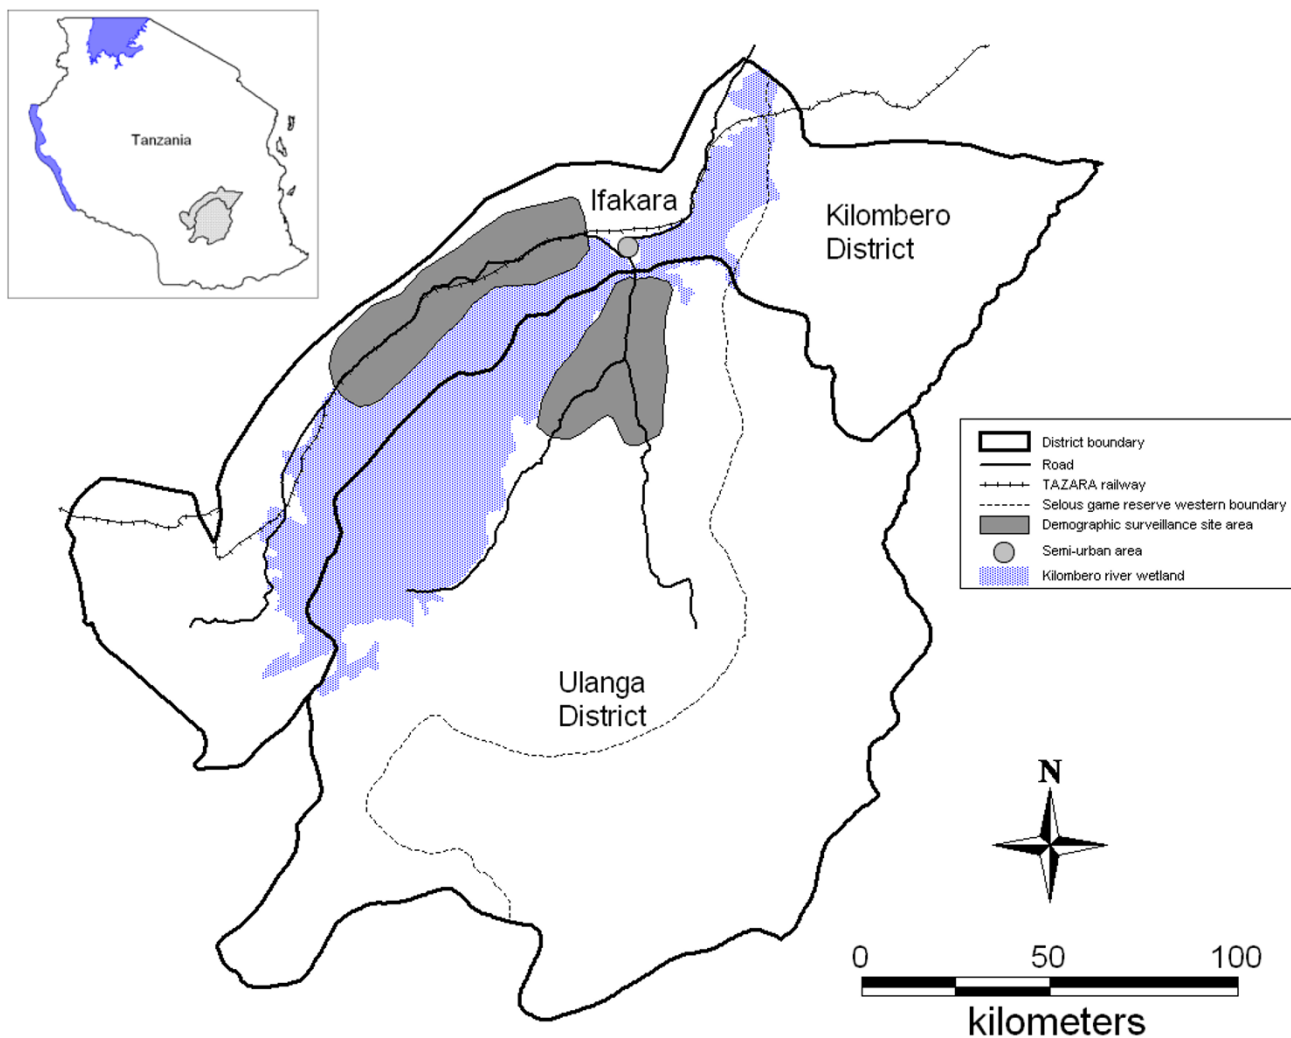 Tanzania
Ifakara
Kilombero
District
District boundary
Road
TAZARA railway
Selous game reserve western boundary
Demographic surveillance site area
Semi-urban area
Kilombero river wetland
Ulanga
District
N
0 50 100
kilometers